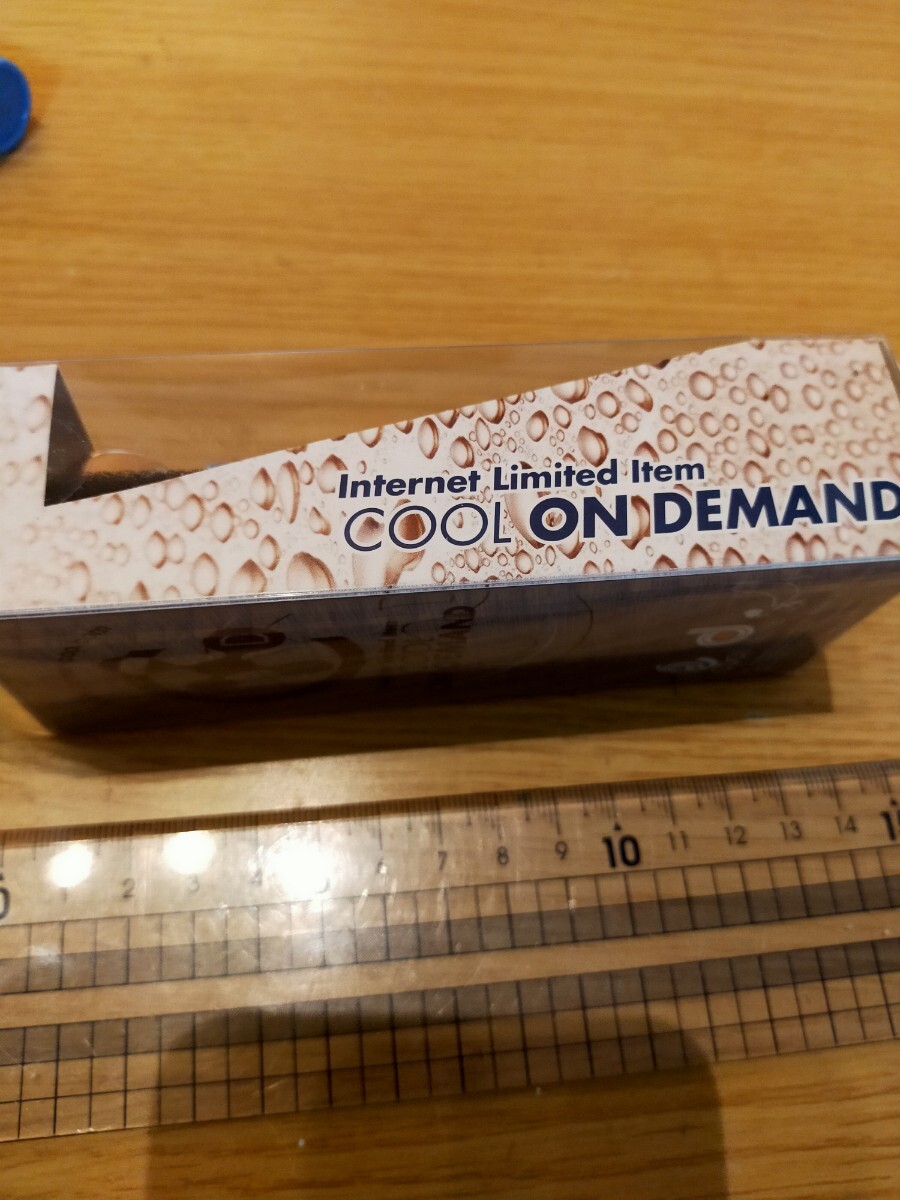 Internet Limited Item
COOL ON DEMAND
0 1 2 3 4 5 6 7 8 9 10 11 12 13 14